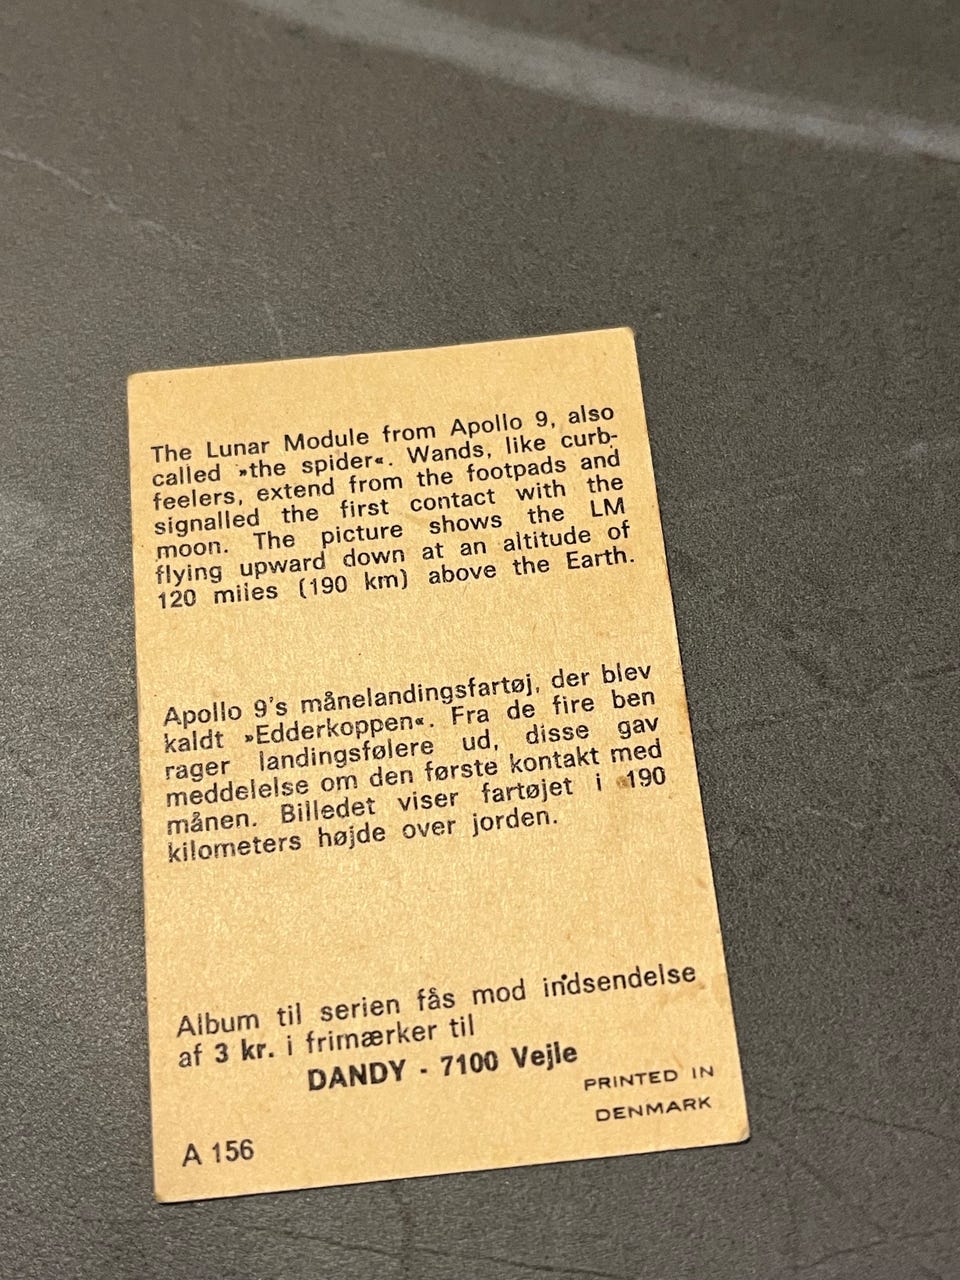 The Lunar Module from Apollo 9, also
called »the spider«. Wands, like curb-
feelers, extend from the footpads and
signalled the first contact with the
moon. The picture shows the LM
flying upward down at an altitude of
120 miles (190 km) above the Earth.
Apollo 9's månelandingsfartøj, der blev
kaldt »Edderkoppen«. Fra de fire ben
rager landingsfølere ud, disse gav
meddelelse om den første kontakt med
månen. Billedet viser fartøjet i 190
kilometers højde over jorden.
Album til serien fås mod indsendelse
af 3 kr. i frimærker til
DANDY - 7100 Vejle
PRINTED IN
DENMARK
A 156